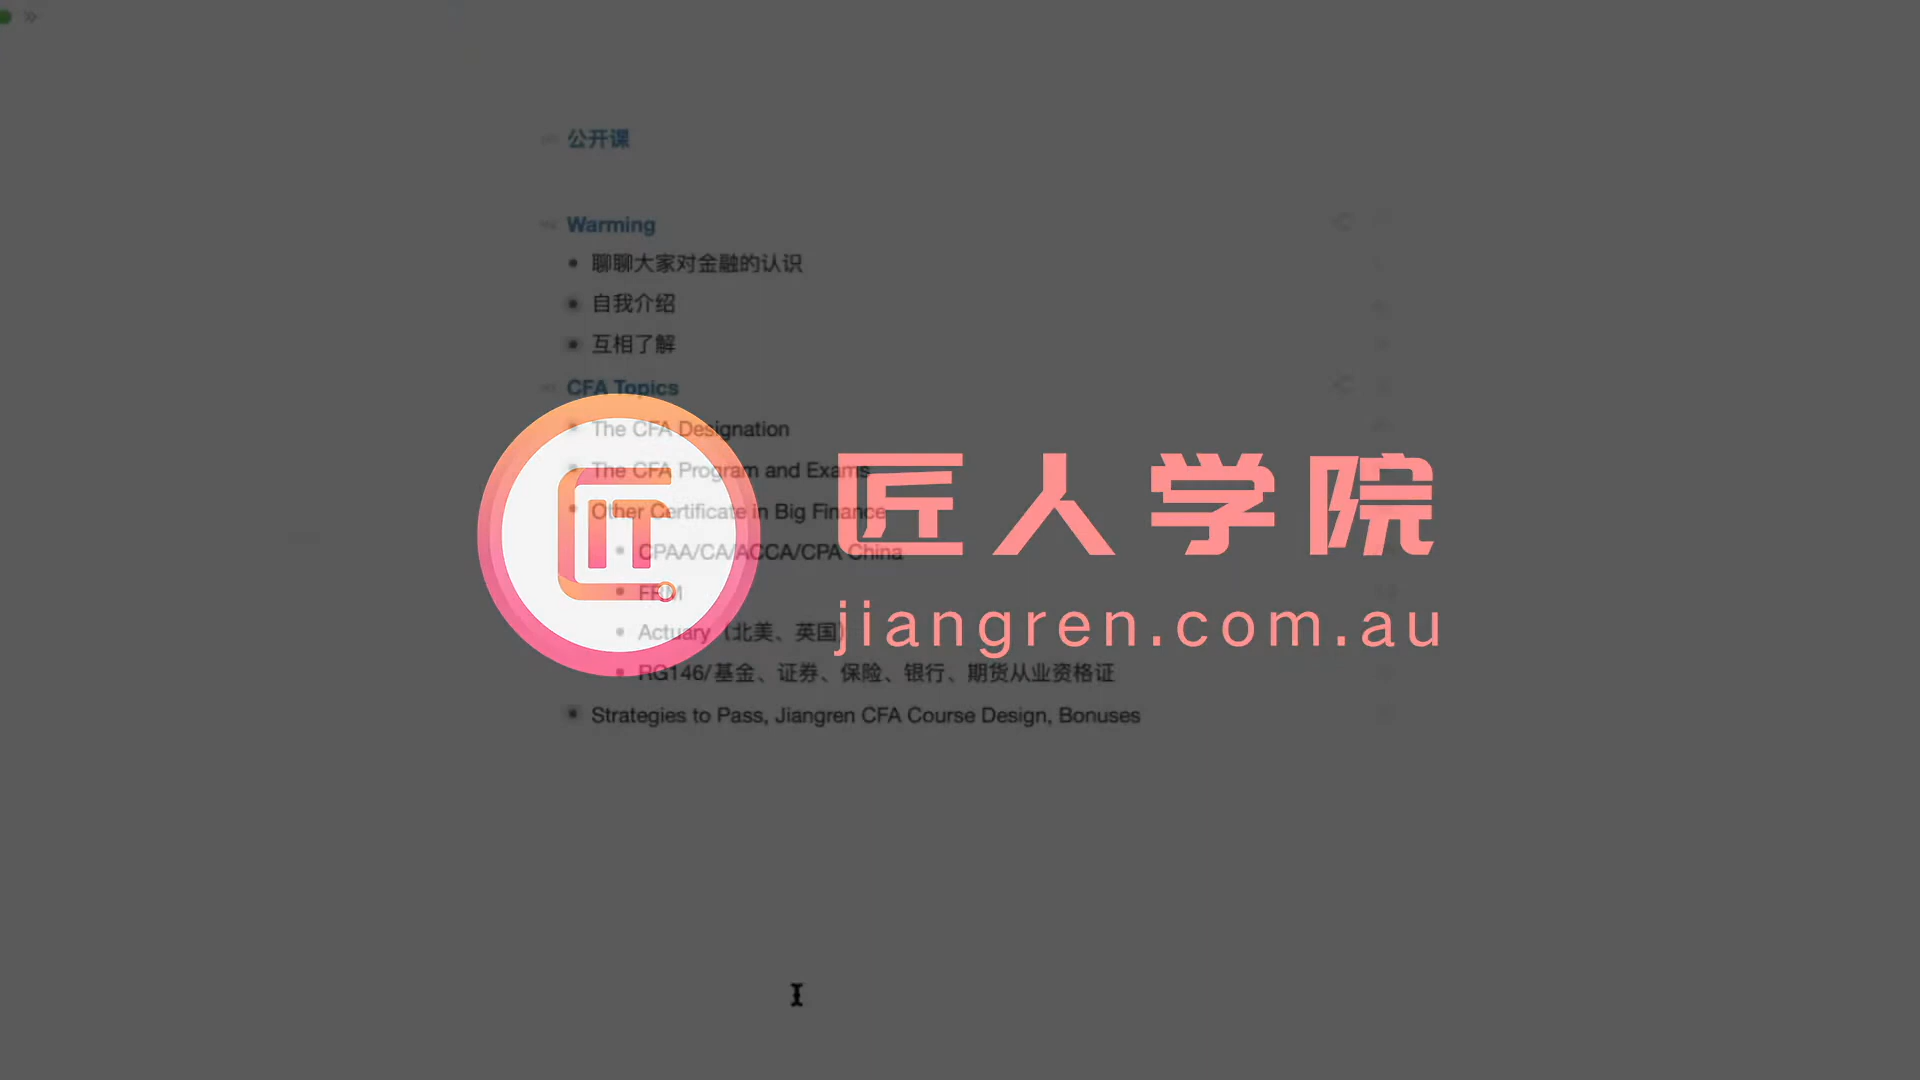 公开课
Warming
聊聊大家对金融的认识
自我介绍
互相了解
CFA Topics
The CFA Designation
The CFA Program and Exams
Other Certificate in Big Finance
CPAA/CA/ACCA/CPA China
FRM
Actuary（北美、英国）
RG146/基金、证券、保险、银行、期货从业资格证
Strategies to Pass, Jiangren CFA Course Design, Bonuses
IT
匠人学院
jiangren.com.au